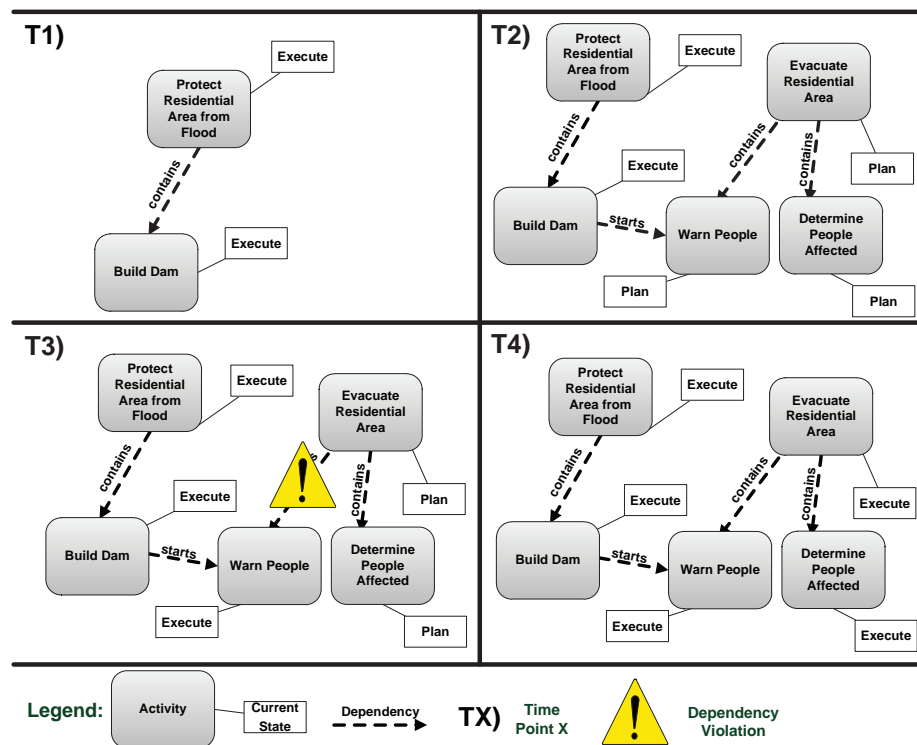 T1)
Execute
Protect
Residential
Area from
Flood
contains
Execute
Build Dam
T2)
Protect
Residential
Area from
Flood
Execute
Evacuate
Residential
Area
contains
contains
contains
Plan
Execute
Build Dam
starts
Warn People
Determine
People
Affected
Plan
Plan
T3)
Protect
Residential
Area from
Flood
Execute
Evacuate
Residential
Area
contains
contains
Plan
Execute
Build Dam
starts
Warn People
Determine
People
Affected
Execute
Plan
T4)
Protect
Residential
Area from
Flood
Execute
Evacuate
Residential
Area
contains
contains
contains
Execute
Execute
Build Dam
starts
Warn People
Determine
People
Affected
Execute
Execute
Legend:
Activity
Current
State
Dependency
TX)
Time
Point X
Dependency
Violation